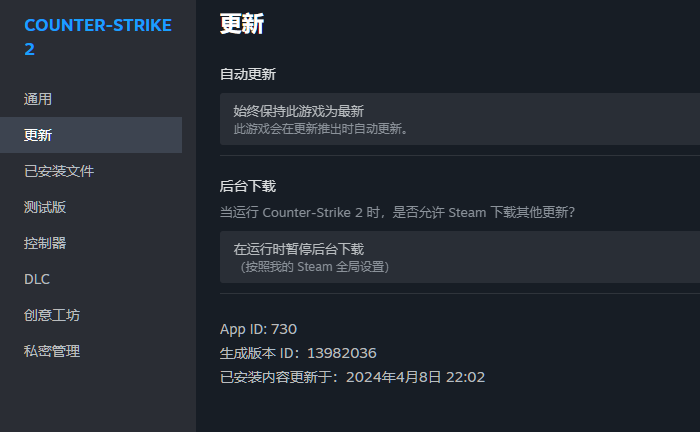 COUNTER-STRIKE
2
通用
更新
已安装文件
测试版
控制器
DLC
创意工坊
私密管理
更新
自动更新
始终保持此游戏为最新
此游戏会在更新推出时自动更新。
后台下载
当运行 Counter-Strike 2 时，是否允许 Steam 下载其他更新？
在运行时暂停后台下载
（按照我的 Steam 全局设置）
App ID: 730
生成版本 ID：13982036
已安装内容更新于：2024年4月8日 22:02